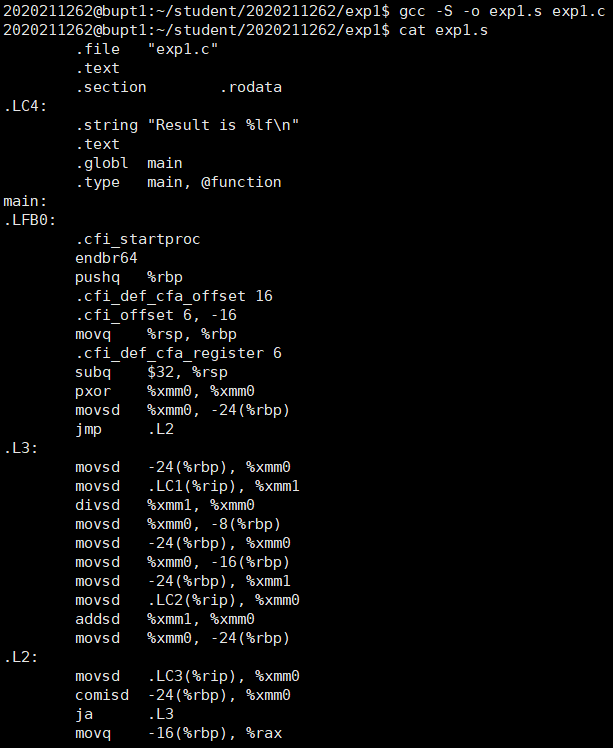 2020211262@bupt1:~/student/2020211262/exp1$ gcc -S -o exp1.s exp1.c
2020211262@bupt1:~/student/2020211262/exp1$ cat exp1.s
        .file   "exp1.c"
        .text
        .section        .rodata
.LC4:
        .string "Result is %lf\n"
        .text
        .globl  main
        .type   main, @function
main:
.LFB0:
        .cfi_startproc
        endbr64
        pushq   %rbp
        .cfi_def_cfa_offset 16
        .cfi_offset 6, -16
        movq    %rsp, %rbp
        .cfi_def_cfa_register 6
        subq    $32, %rsp
        pxor    %xmm0, %xmm0
        movsd   %xmm0, -24(%rbp)
        jmp     .L2
.L3:
        movsd   -24(%rbp), %xmm0
        movsd   .LC1(%rip), %xmm1
        divsd   %xmm1, %xmm0
        movsd   %xmm0, -8(%rbp)
        movsd   -24(%rbp), %xmm0
        movsd   %xmm0, -16(%rbp)
        movsd   -24(%rbp), %xmm1
        movsd   .LC2(%rip), %xmm0
        addsd   %xmm1, %xmm0
        movsd   %xmm0, -24(%rbp)
.L2:
        movsd   .LC3(%rip), %xmm0
        comisd  -24(%rbp), %xmm0
        ja      .L3
        movq    -16(%rbp), %rax